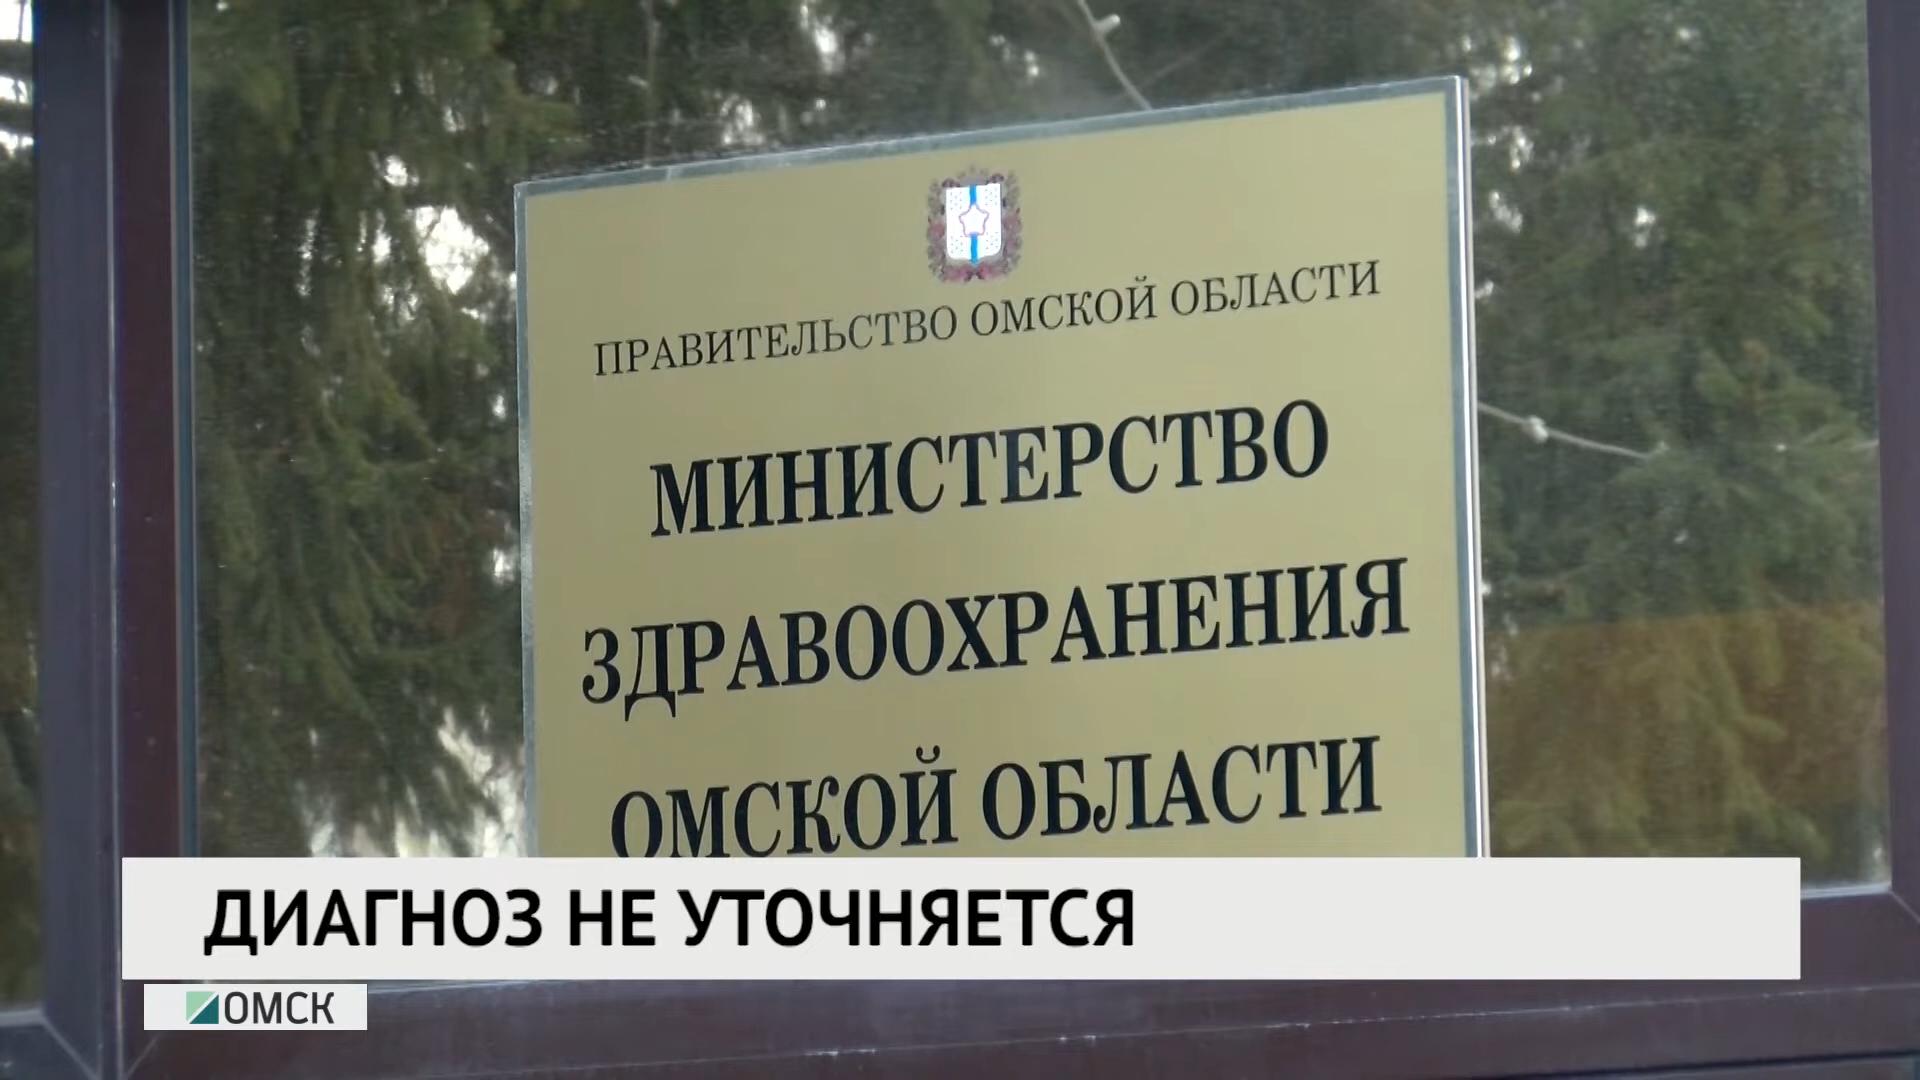 ПРАВИТЕЛЬСТВО ОМСКОЙ ОБЛАСТИ
МИНИСТЕРСТВО
ЗДРАВООХРАНЕНИЯ
ОМСКОЙ ОБЛАСТИ
ДИАГНОЗ НЕ УТОЧНЯЕТСЯ
ОМСК